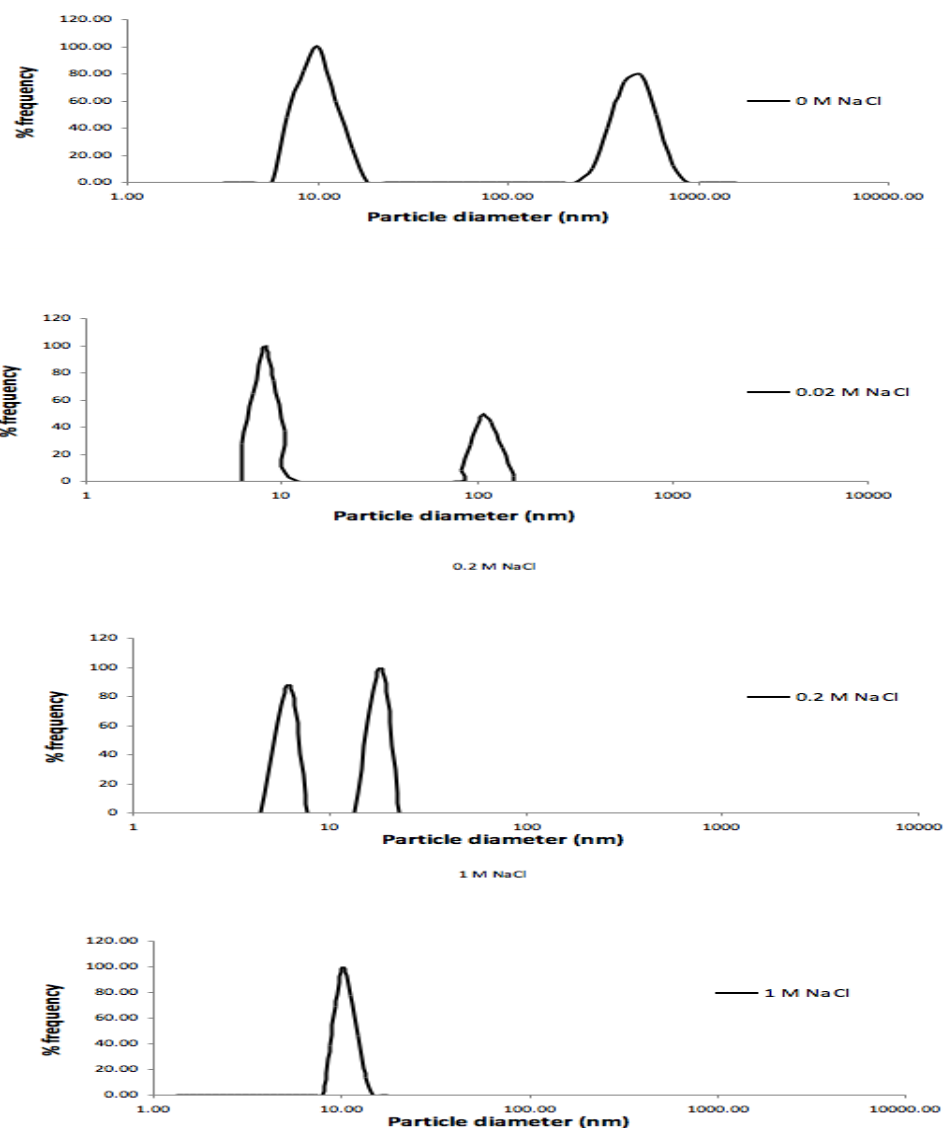 120.00
100.00
80.00
60.00
40.00
20.00
0.00
% frequency
0 M NaCl
1.00 10.00 100.00 1000.00 10000.00
Particle diameter (nm)
120
100
80
60
40
20
0
% frequency
0.02 M NaCl
1 10 100 1000 10000
Particle diameter (nm)
0.2 M NaCl
120
100
80
60
40
20
0
% frequency
0.2 M NaCl
1 10 100 1000 10000
Particle diameter (nm)
1 M NaCl
120.00
100.00
80.00
60.00
40.00
20.00
0.00
% frequency
1 M NaCl
1.00 10.00 100.00 1000.00 10000.00
Particle diameter (nm)